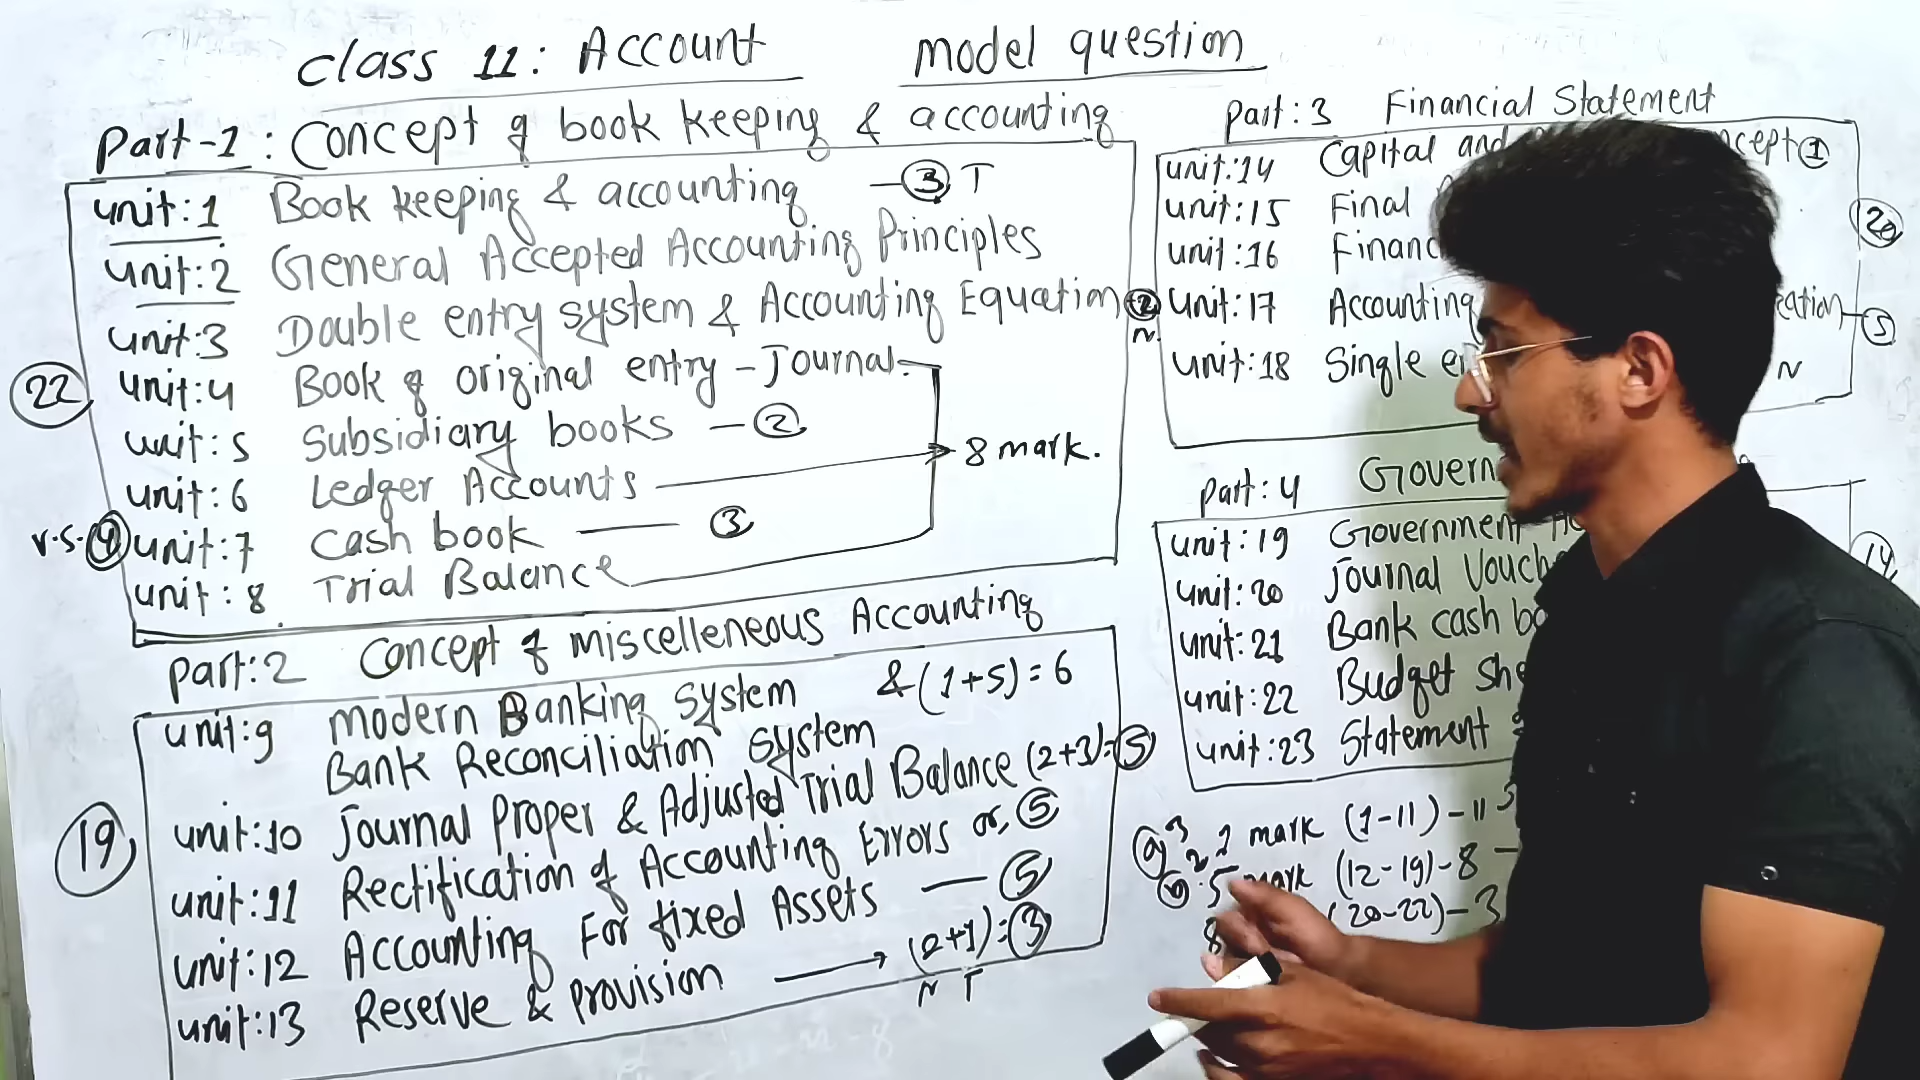 class 11: Account model question
Part-1: Concept of book keeping & accounting
unit:1 Book keeping & accounting — 3 T
unit:2 General Accepted Accounting Principles
unit:3 Double entry system & Accounting Equation 2 N
22
unit:4 Book of original entry - Journal
unit:5 Subsidiary books — 2
8 mark.
unit:6 Ledger Accounts
v.s. 4 unit:7 Cash book — 3
unit:8 Trial Balance
Part:2 Concept of miscelleneous Accounting
19
unit:9 modern Banking system & (1+5) = 6
Bank Reconciliation system
unit:10 Journal Proper & Adjusted Trial Balance (2+3)=5
unit:11 Rectification of Accounting Errors or, 5
unit:12 Accounting For fixed Assets — 5
unit:13 Reserve & provision → (2+1)=3
N T
Part:3 Financial Statement
unit:14 Capital and 1
unit:15 Final
unit:16
unit:17 Accounting 5
unit:18 Single N
Part:4
unit:19 Government
unit:20 Journal
unit:21 Bank cash
unit:22 Budget
unit:23 Statement
14
1 mark (1-11) - 11
5 mark (12-19) - 8
8 (20-22) - 3